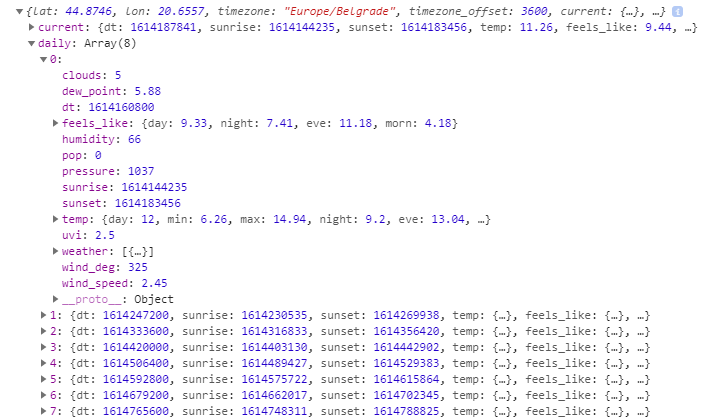 {lat: 44.8746, lon: 20.6557, timezone: "Europe/Belgrade", timezone_offset: 3600, current: {…}, …} i
current: {dt: 1614187841, sunrise: 1614144235, sunset: 1614183456, temp: 11.26, feels_like: 9.44, …}
daily: Array(8)
0:
clouds: 5
dew_point: 5.88
dt: 1614160800
feels_like: {day: 9.33, night: 7.41, eve: 11.18, morn: 4.18}
humidity: 66
pop: 0
pressure: 1037
sunrise: 1614144235
sunset: 1614183456
temp: {day: 12, min: 6.26, max: 14.94, night: 9.2, eve: 13.04, …}
uvi: 2.5
weather: [{…}]
wind_deg: 325
wind_speed: 2.45
__proto__: Object
1: {dt: 1614247200, sunrise: 1614230535, sunset: 1614269938, temp: {…}, feels_like: {…}, …}
2: {dt: 1614333600, sunrise: 1614316833, sunset: 1614356420, temp: {…}, feels_like: {…}, …}
3: {dt: 1614420000, sunrise: 1614403130, sunset: 1614442902, temp: {…}, feels_like: {…}, …}
4: {dt: 1614506400, sunrise: 1614489427, sunset: 1614529383, temp: {…}, feels_like: {…}, …}
5: {dt: 1614592800, sunrise: 1614575722, sunset: 1614615864, temp: {…}, feels_like: {…}, …}
6: {dt: 1614679200, sunrise: 1614662017, sunset: 1614702345, temp: {…}, feels_like: {…}, …}
7: {dt: 1614765600, sunrise: 1614748311, sunset: 1614788825, temp: {…}, feels_like: {…}, …}